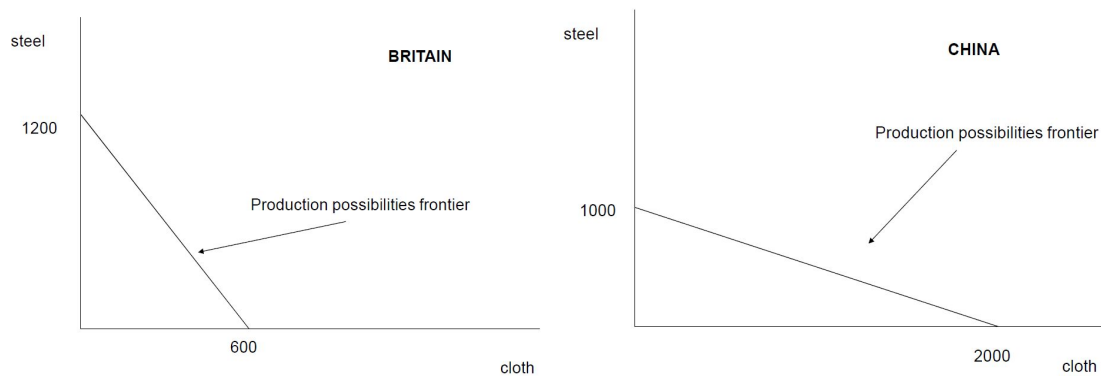 steel
BRITAIN
1200
Production possibilities frontier
600
cloth
steel
CHINA
Production possibilities frontier
1000
2000
cloth